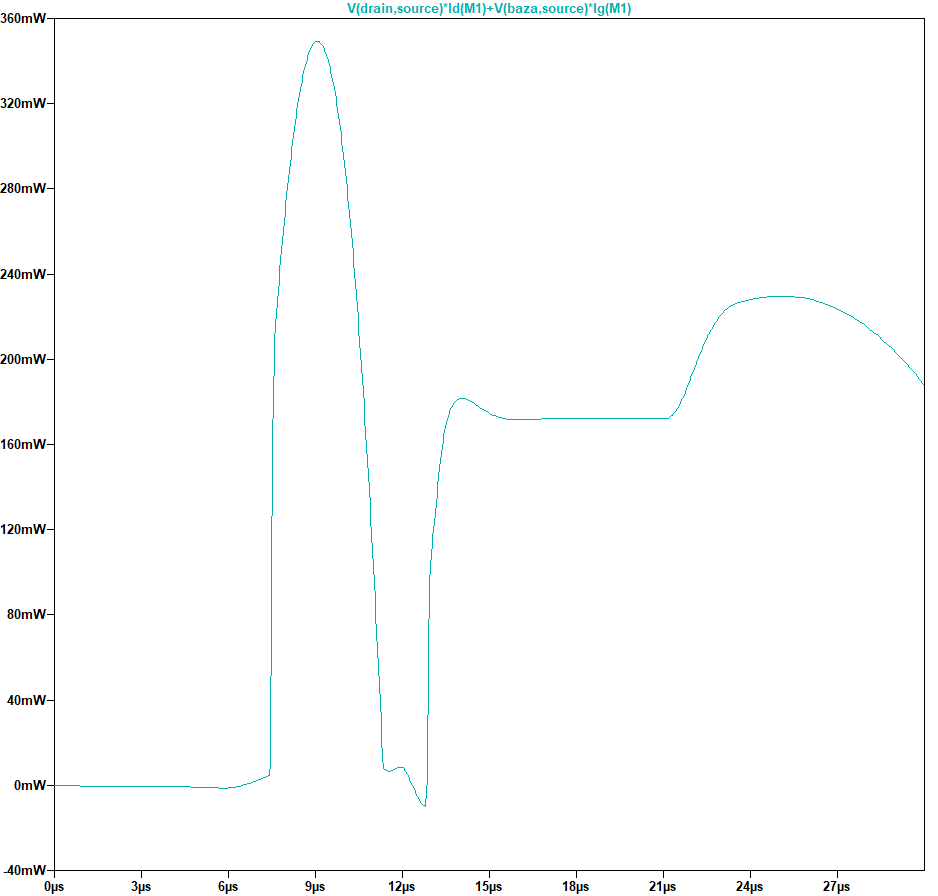 V(drain,source)*Id(M1)+V(baza,source)*Ig(M1)
360mW
320mW
280mW
240mW
200mW
160mW
120mW
80mW
40mW
0mW
-40mW
0µs
3µs
6µs
9µs
12µs
15µs
18µs
21µs
24µs
27µs